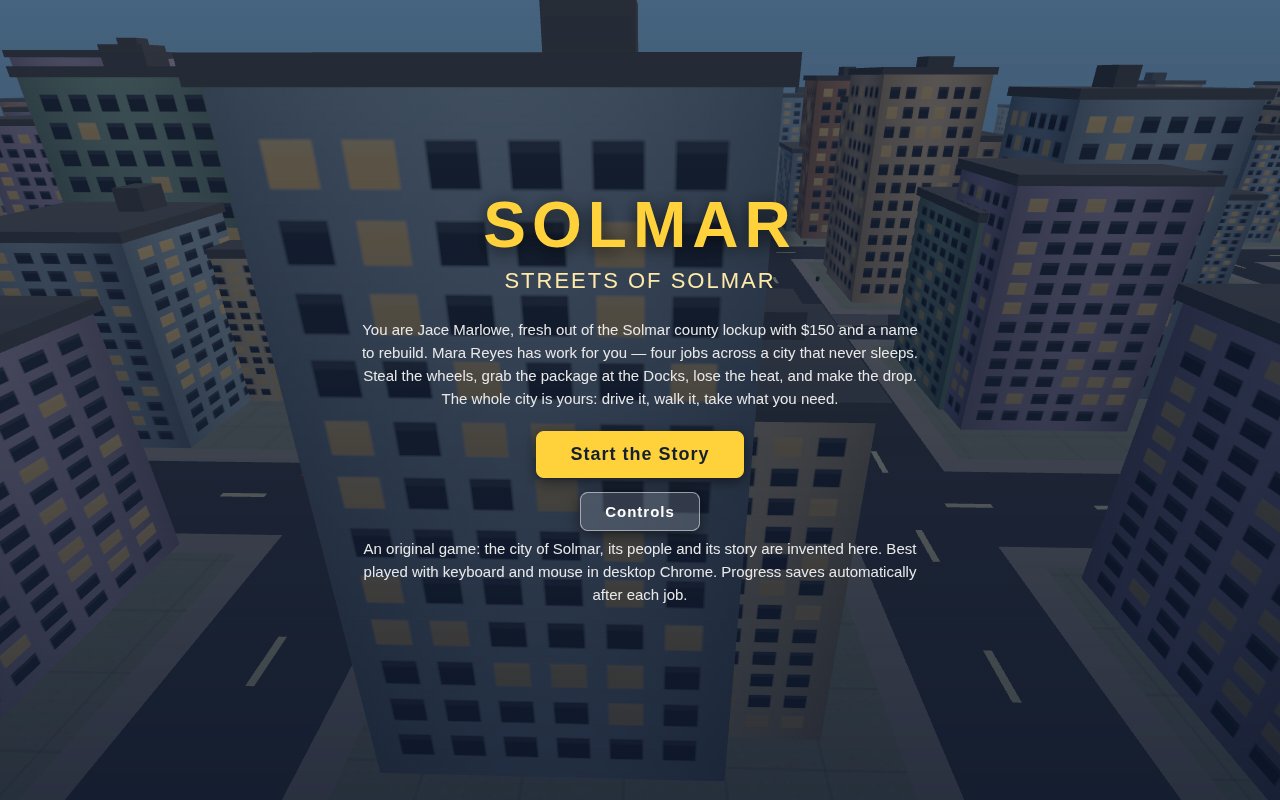 SOLMAR
STREETS OF SOLMAR
You are Jace Marlowe, fresh out of the Solmar county lockup with $150 and a name
to rebuild. Mara Reyes has work for you — four jobs across a city that never sleeps.
Steal the wheels, grab the package at the Docks, lose the heat, and make the drop.
The whole city is yours: drive it, walk it, take what you need.
Start the Story
Controls
An original game: the city of Solmar, its people and its story are invented here. Best
played with keyboard and mouse in desktop Chrome. Progress saves automatically
after each job.